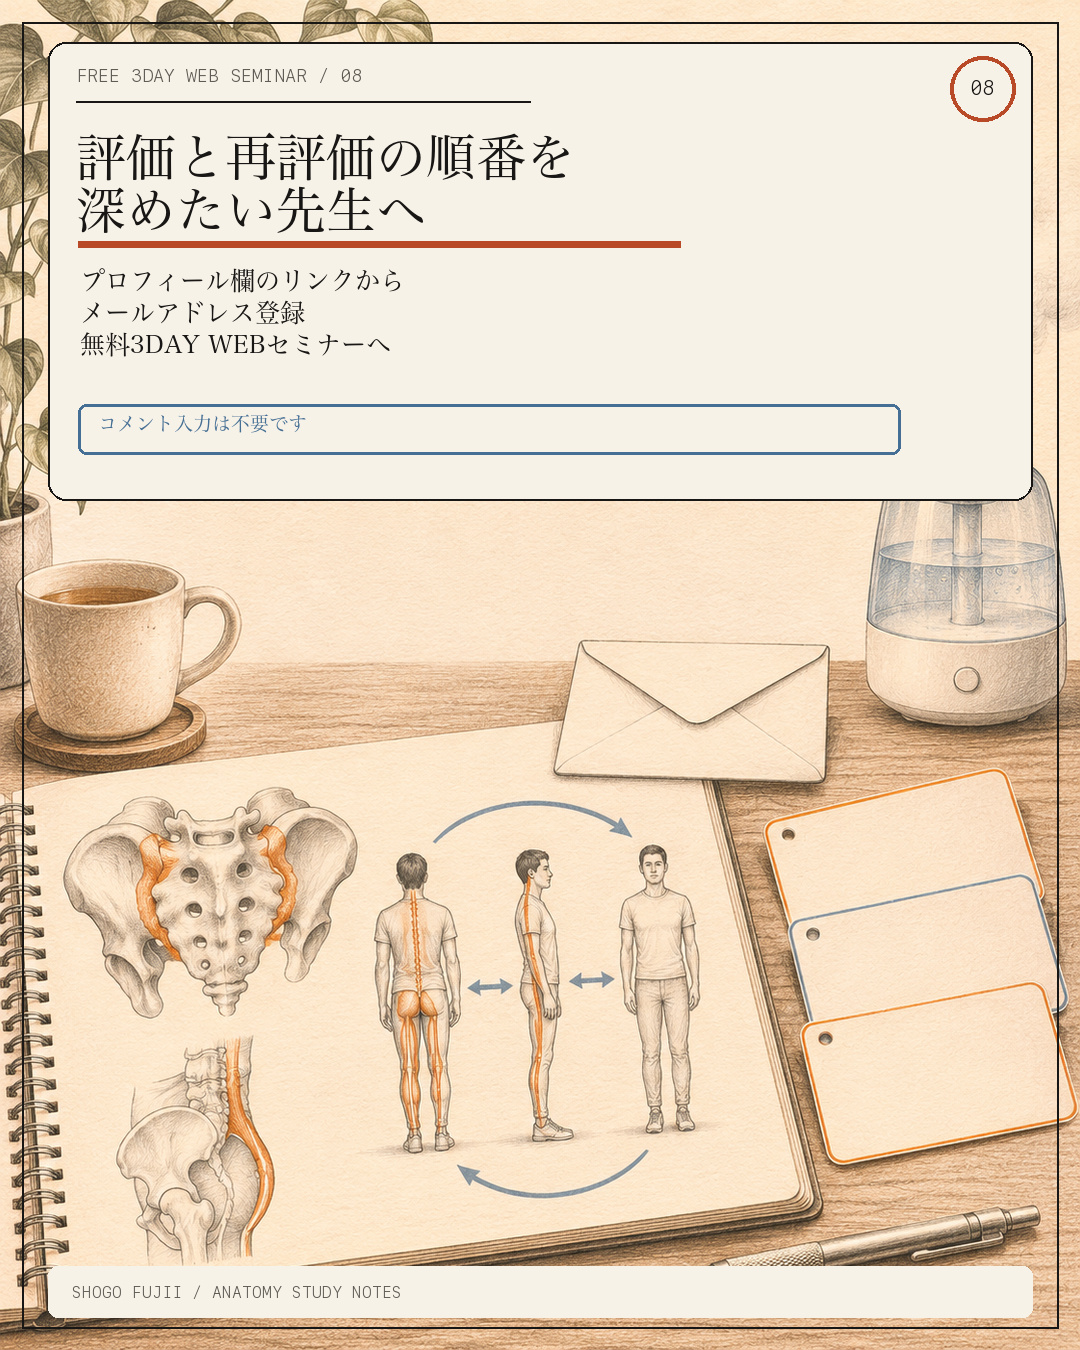 FREE 3DAY WEB SEMINAR / 08
08
評価と再評価の順番を
深めたい先生へ
プロフィール欄のリンクから
メールアドレス登録
無料3DAY WEBセミナーへ
コメント入力は不要です
SHOGO FUJII / ANATOMY STUDY NOTES